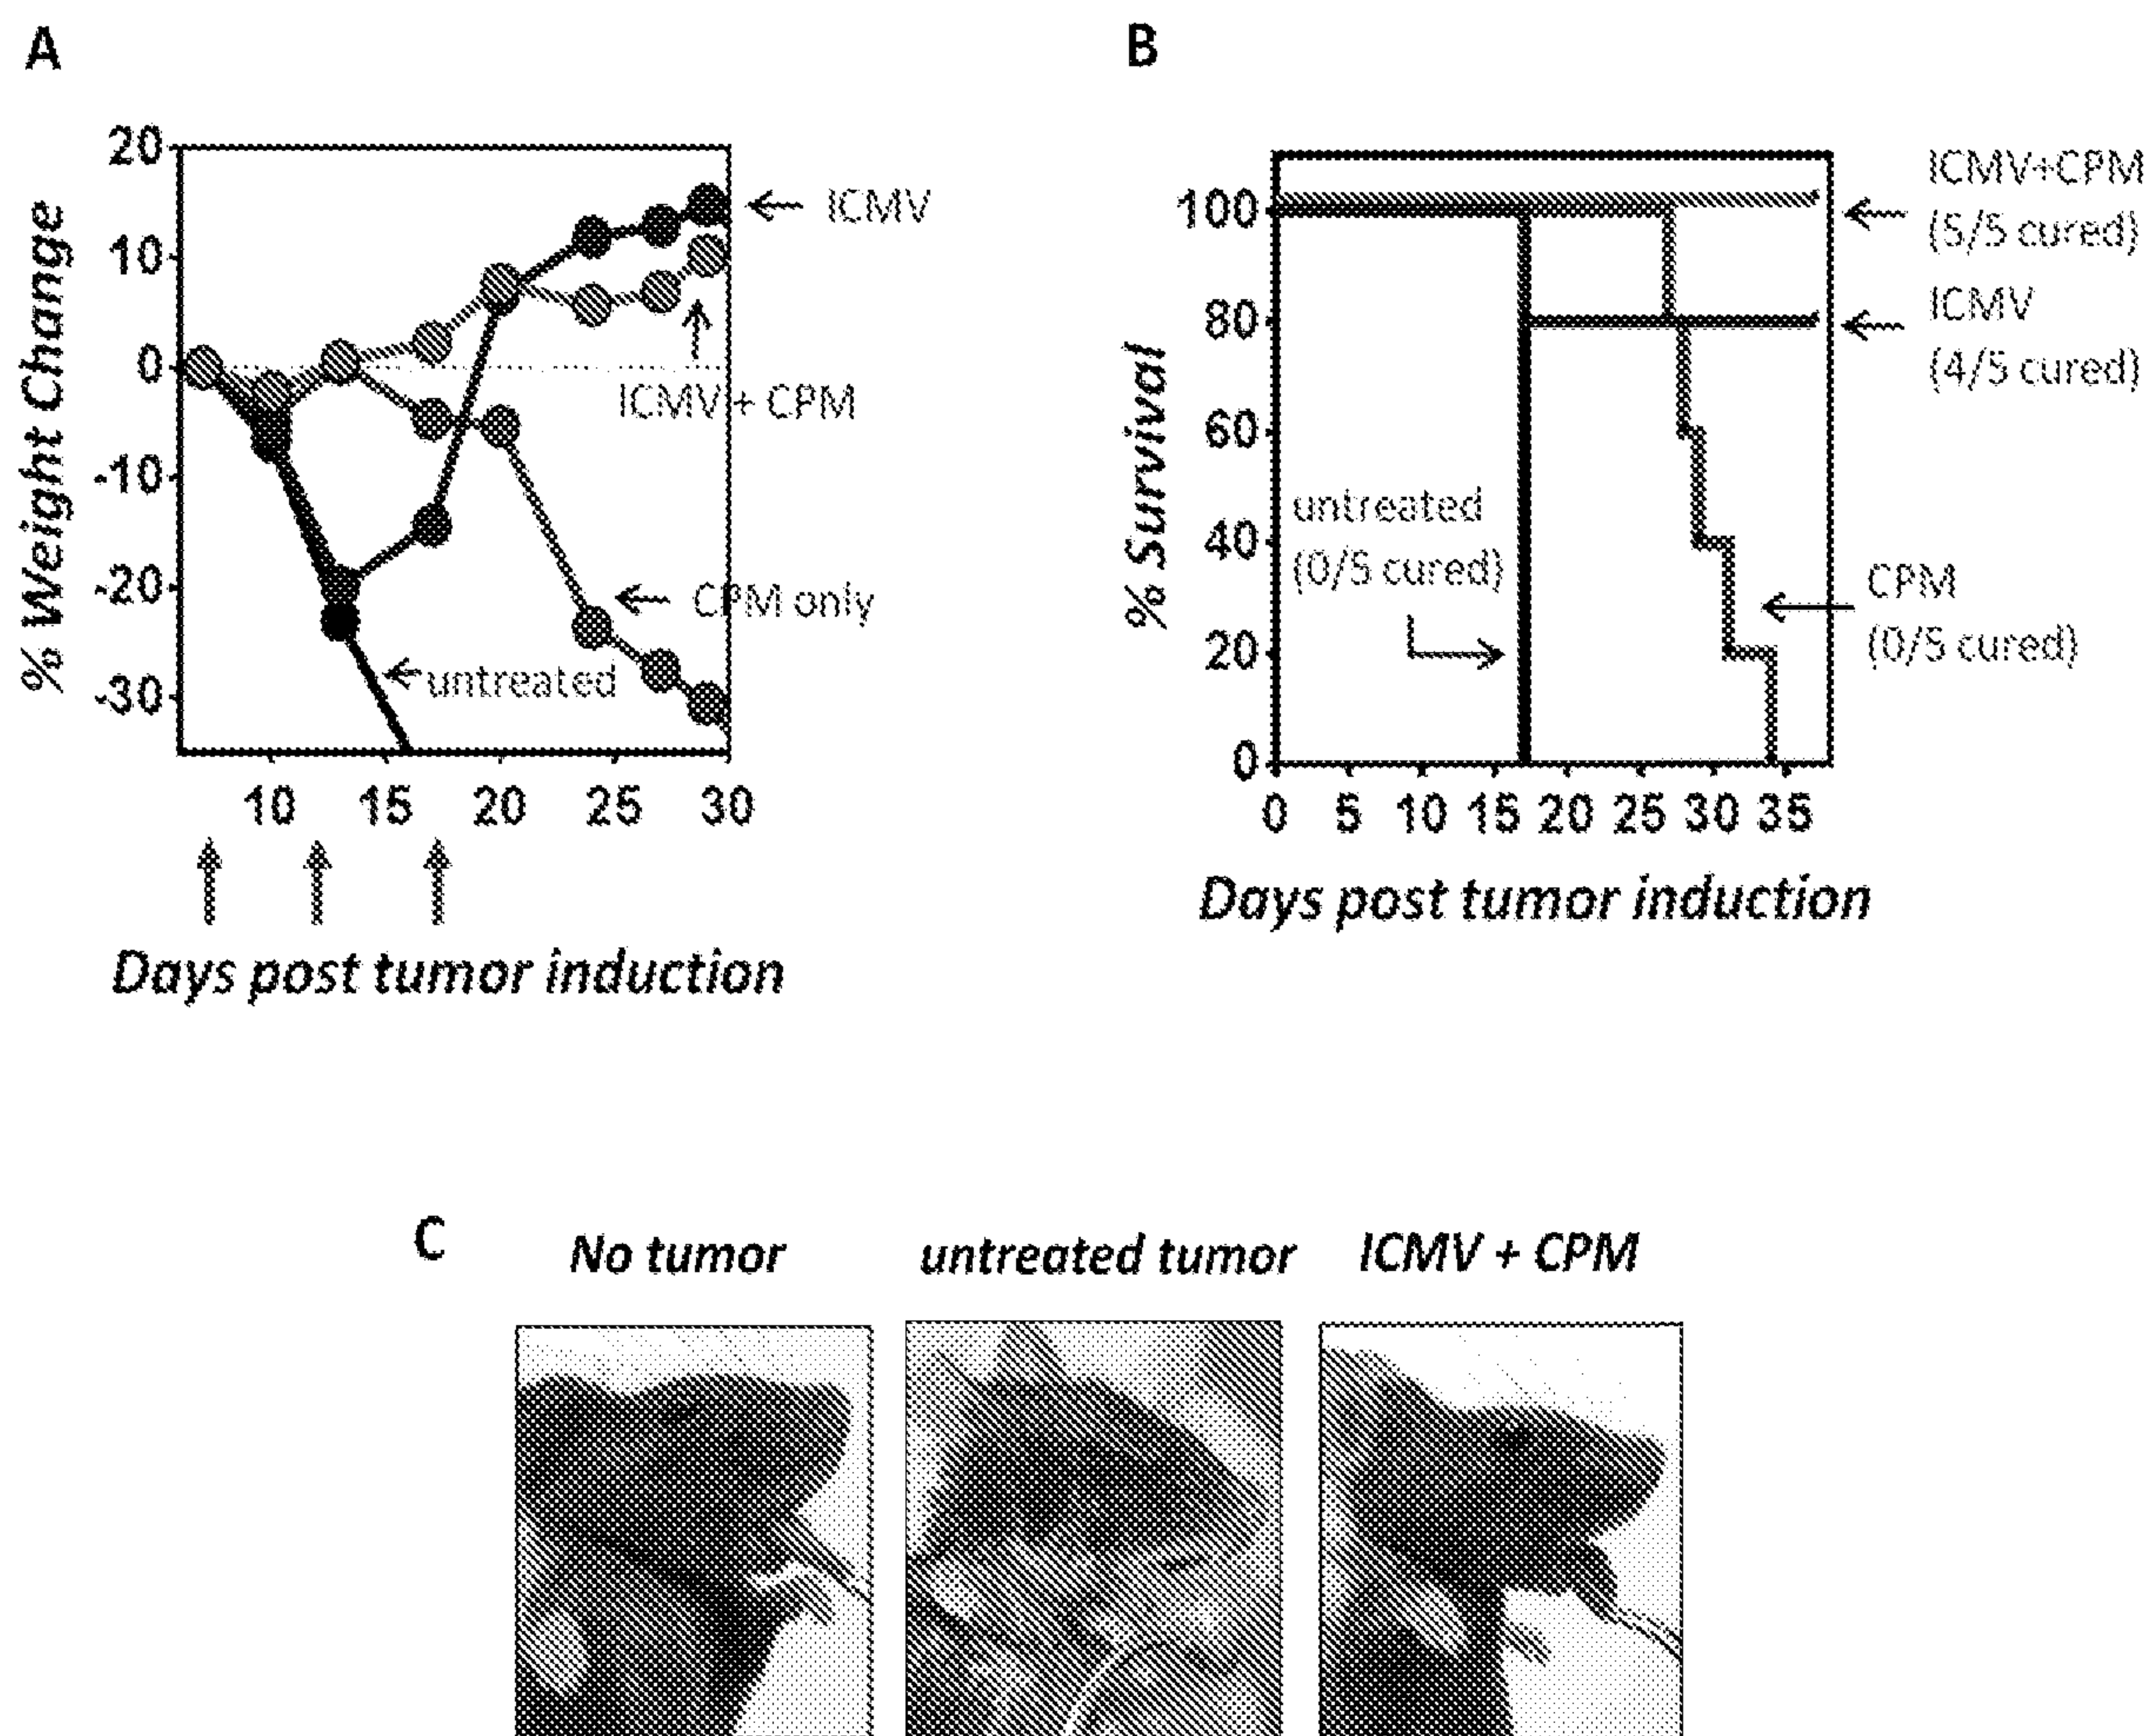 A
20
10
0
-10
-20
-30
% Weight Change
ICMV
ICMV + CPM
CPM only
untreated
10 15 20 25 30
Days post tumor induction
B
100
80
60
40
20
0
% Survival
ICMV+CPM
(5/5 cured)
ICMV
(4/5 cured)
untreated
(0/5 cured)
CPM
(0/5 cured)
0 5 10 15 20 25 30 35
Days post tumor induction
C
No tumor
untreated tumor
ICMV + CPM